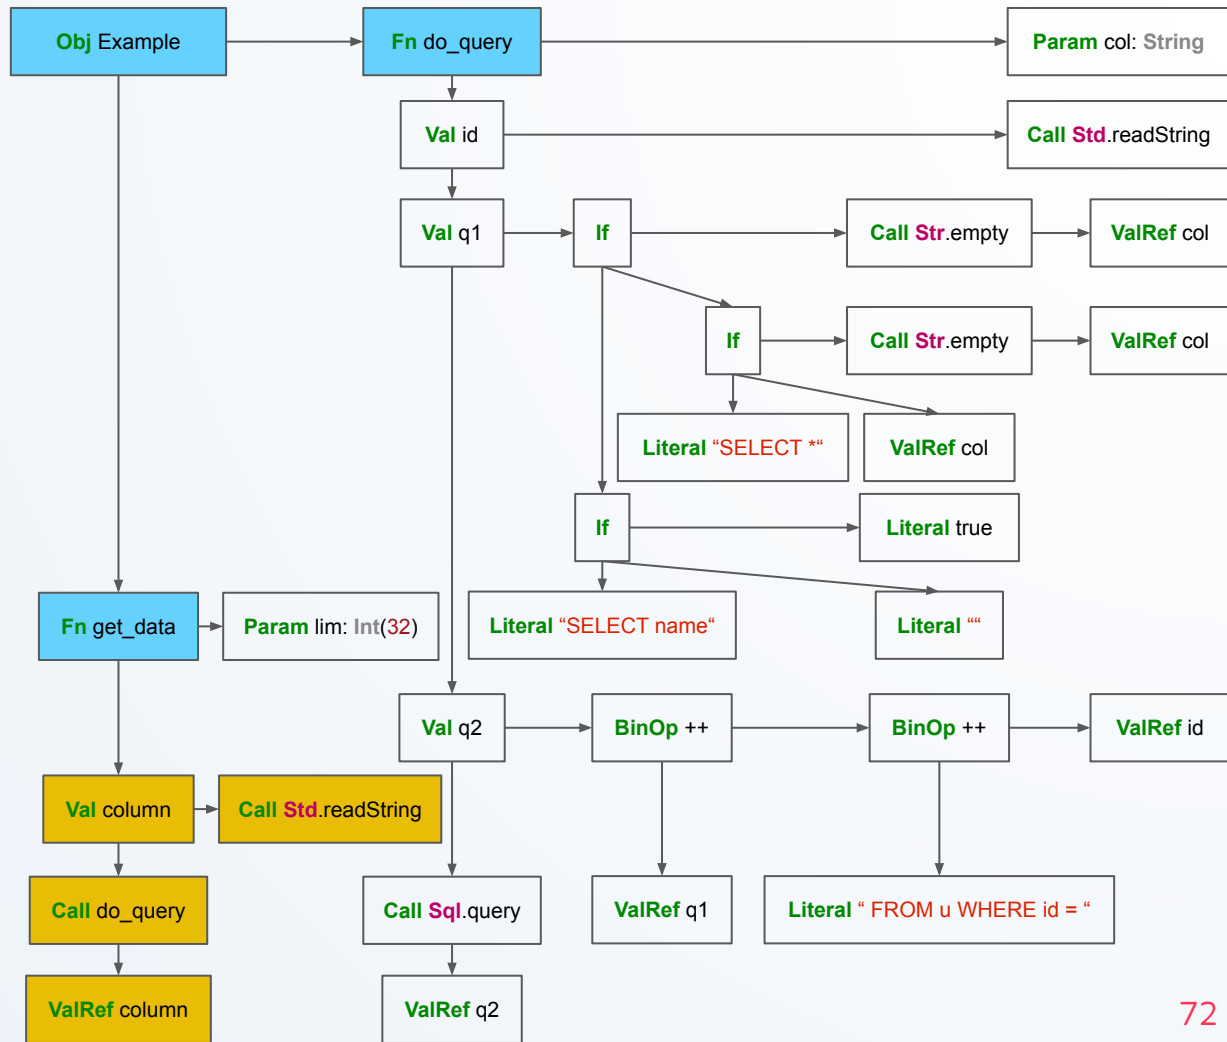 Obj Example
Fn do_query
Param col: String
Val id
Call Std.readString
Val q1
If
Call Str.empty
ValRef col
If
Call Str.empty
ValRef col
Literal “SELECT *“
ValRef col
If
Literal true
Fn get_data
Param lim: Int(32)
Literal “SELECT name“
Literal ““
Val q2
BinOp ++
BinOp ++
ValRef id
Val column
Call Std.readString
Call do_query
Call Sql.query
ValRef q1
Literal “ FROM u WHERE id = “
ValRef column
ValRef q2
72